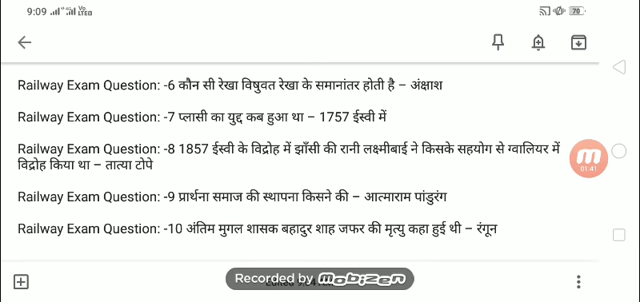 9:09
70
Railway Exam Question: -6 कौन सी रेखा विषुवत रेखा के समानांतर होती है – अंक्षाश
Railway Exam Question: -7 प्लासी का युद्द कब हुआ था – 1757 ईस्वी में
Railway Exam Question: -8 1857 ईस्वी के विद्रोह में झाँसी की रानी लक्ष्मीबाई ने किसके सहयोग से ग्वालियर में
विद्रोह किया था – तात्या टोपे
01:41
Railway Exam Question: -9 प्रार्थना समाज की स्थापना किसने की – आत्माराम पांडुरंग
Railway Exam Question: -10 अंतिम मुगल शासक बहादुर शाह जफर की मृत्यु कहा हुई थी – रंगून
Recorded by mobizen